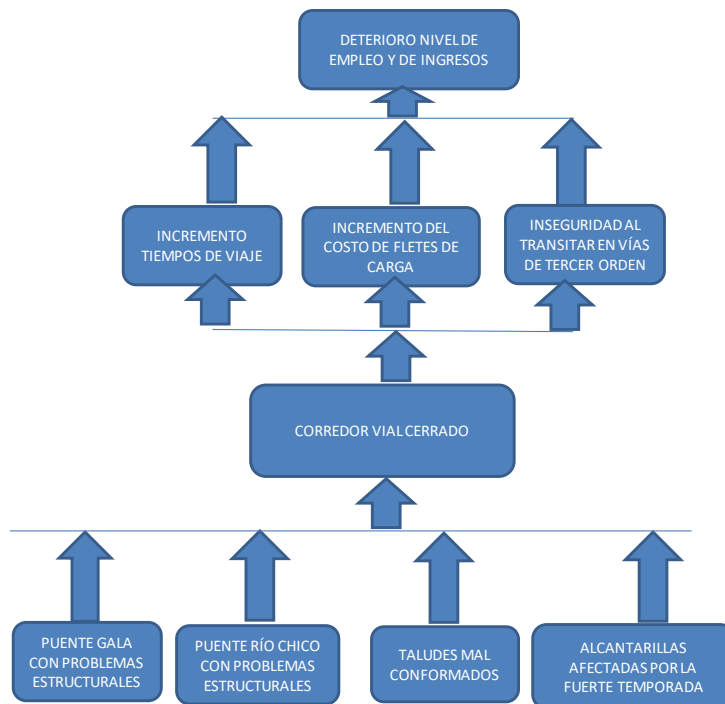 DETERIORO NIVEL DE
EMPLEO Y DE INGRESOS
INCREMENTO
TIEMPOS DE VIAJE
INCREMENTO DEL
COSTO DE FLETES DE
CARGA
INSEGURIDAD AL
TRANSITAR EN VÍAS
DE TERCER ORDEN
CORREDOR VIAL CERRADO
PUENTE GALA
CON PROBLEMAS
ESTRUCTURALES
PUENTE RÍO CHICO
CON PROBLEMAS
ESTRUCTURALES
TALUDES MAL
CONFORMADOS
ALCANTARILLAS
AFECTADAS POR LA
FUERTE TEMPORADA